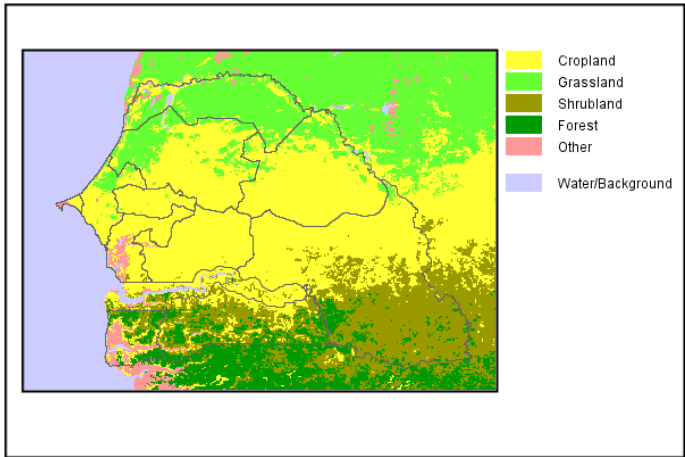 Cropland
Grassland
Shrubland
Forest
Other
Water/Background